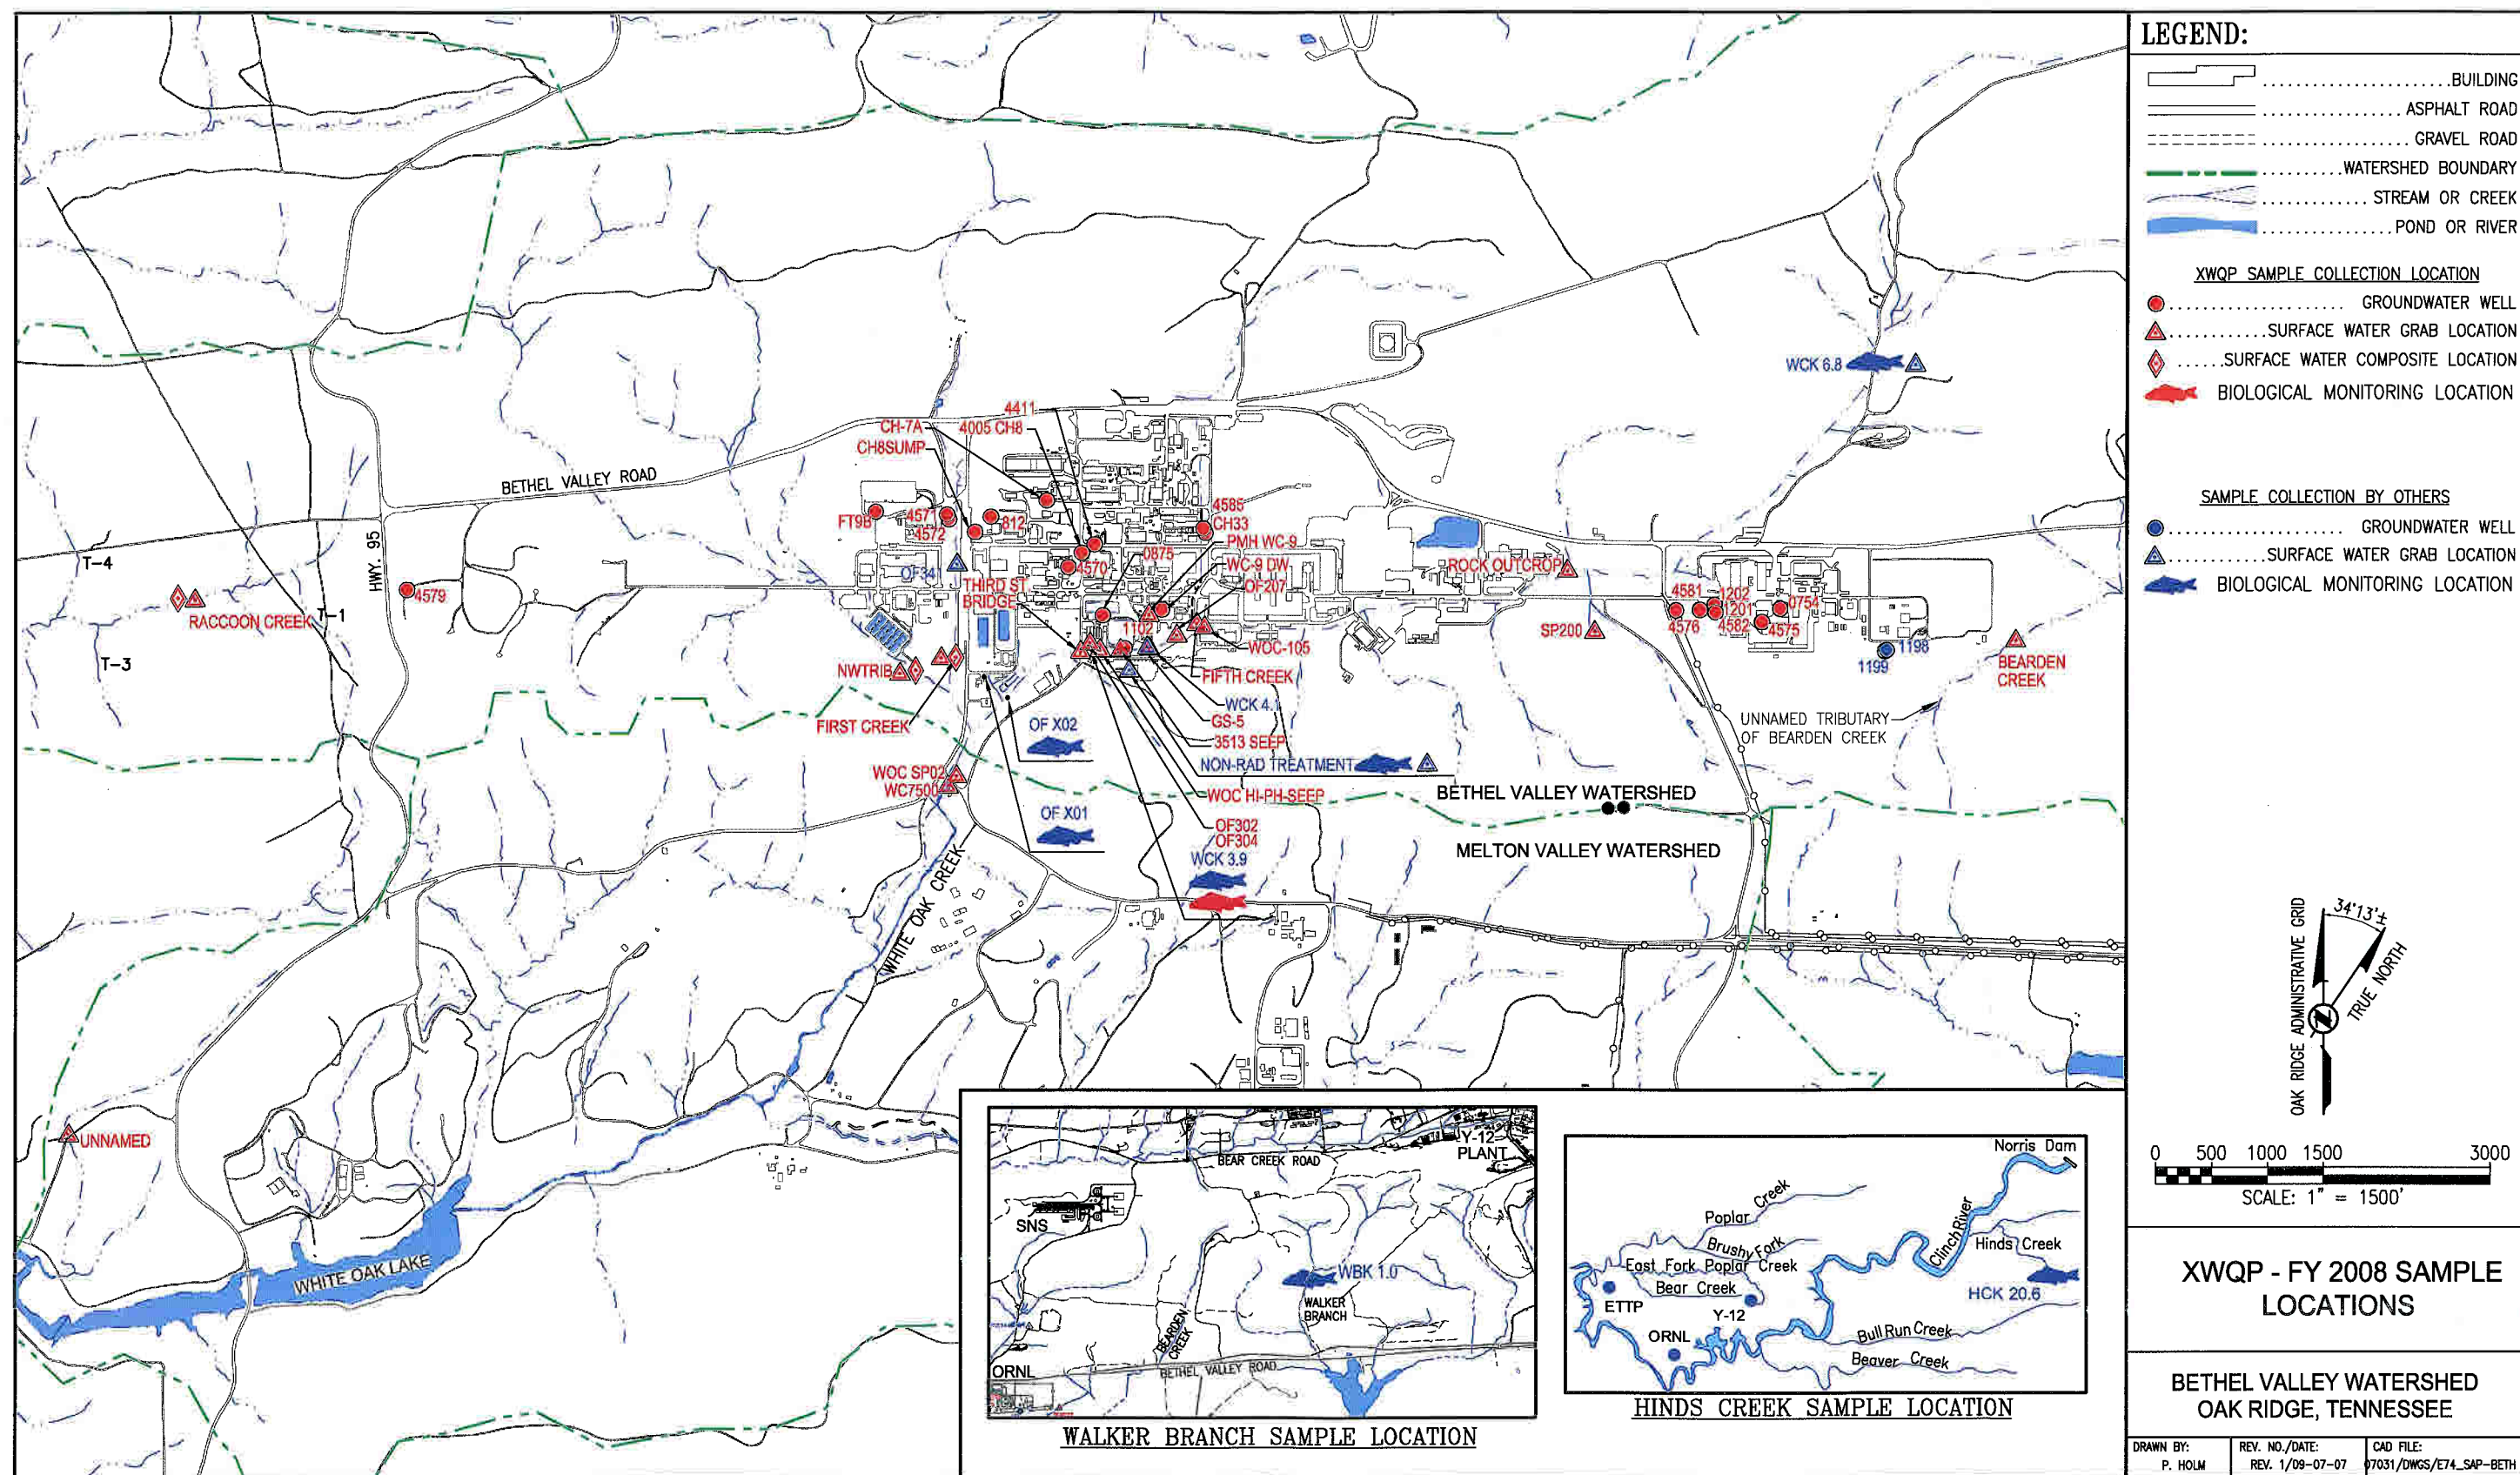 LEGEND:
BUILDING
ASPHALT ROAD
GRAVEL ROAD
WATERSHED BOUNDARY
STREAM OR CREEK
POND OR RIVER
XWQP SAMPLE COLLECTION LOCATION
GROUNDWATER WELL
SURFACE WATER GRAB LOCATION
SURFACE WATER COMPOSITE LOCATION
BIOLOGICAL MONITORING LOCATION
SAMPLE COLLECTION BY OTHERS
GROUNDWATER WELL
SURFACE WATER GRAB LOCATION
BIOLOGICAL MONITORING LOCATION
WCK 6.8
4411
CH-7A
4005 CH8
CH8SUMP
BETHEL VALLEY ROAD
HWY. 95
FT9B
4571
4572
812
4585
CH33
PMH WC-9
0875
WC-9 DW
4570
OF207
OF341
THIRD ST
BRIDGE
ROCK OUTCROP
T-4
4579
RACCOON CREEK
T-1
T-3
1102
4581
1202
1201
0754
4576
4582
4575
SP200
1198
1199
BEARDEN
CREEK
WOC-105
NWTRIB
FIFTH CREEK
FIRST CREEK
WCK 4.1
GS-5
3513 SEEP
OF X02
UNNAMED TRIBUTARY
OF BEARDEN CREEK
NON-RAD TREATMENT
WOC SP02
WC7500
WOC HI-PH-SEEP
BETHEL VALLEY WATERSHED
OF X01
OF302
OF304
WCK 3.9
MELTON VALLEY WATERSHED
WHITE OAK CREEK
UNNAMED
WHITE OAK LAKE
OAK RIDGE ADMINISTRATIVE GRID
34°13'±
TRUE NORTH
N
0 500 1000 1500 3000
SCALE: 1" = 1500'
Y-12
PLANT
BEAR CREEK ROAD
SNS
WBK 1.0
WALKER
BRANCH
BEARDEN
CREEK
ORNL
BETHEL VALLEY ROAD
WALKER BRANCH SAMPLE LOCATION
Norris Dam
Poplar Creek
Brushy Fork
East Fork Poplar Creek
Bear Creek
Clinch River
Hinds Creek
HCK 20.6
ETTP
Y-12
ORNL
Bull Run Creek
Beaver Creek
HINDS CREEK SAMPLE LOCATION
XWQP - FY 2008 SAMPLE
LOCATIONS
BETHEL VALLEY WATERSHED
OAK RIDGE, TENNESSEE
DRAWN BY:
P. HOLM
REV. NO./DATE:
REV. 1/09-07-07
CAD FILE:
07031/DWGS/E74_SAP-BETH